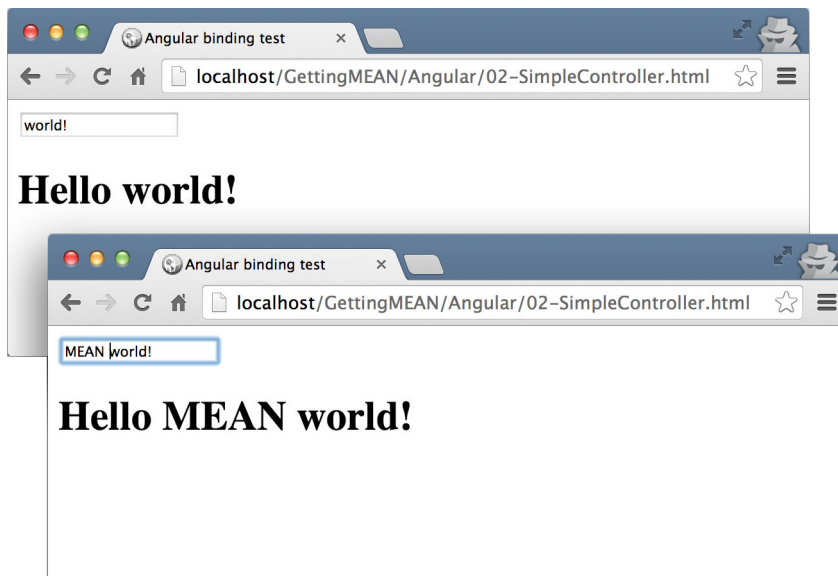 Angular binding test
localhost/GettingMEAN/Angular/02-SimpleController.html
world!
Hello world!
Angular binding test
localhost/GettingMEAN/Angular/02-SimpleController.html
MEAN world!
Hello MEAN world!